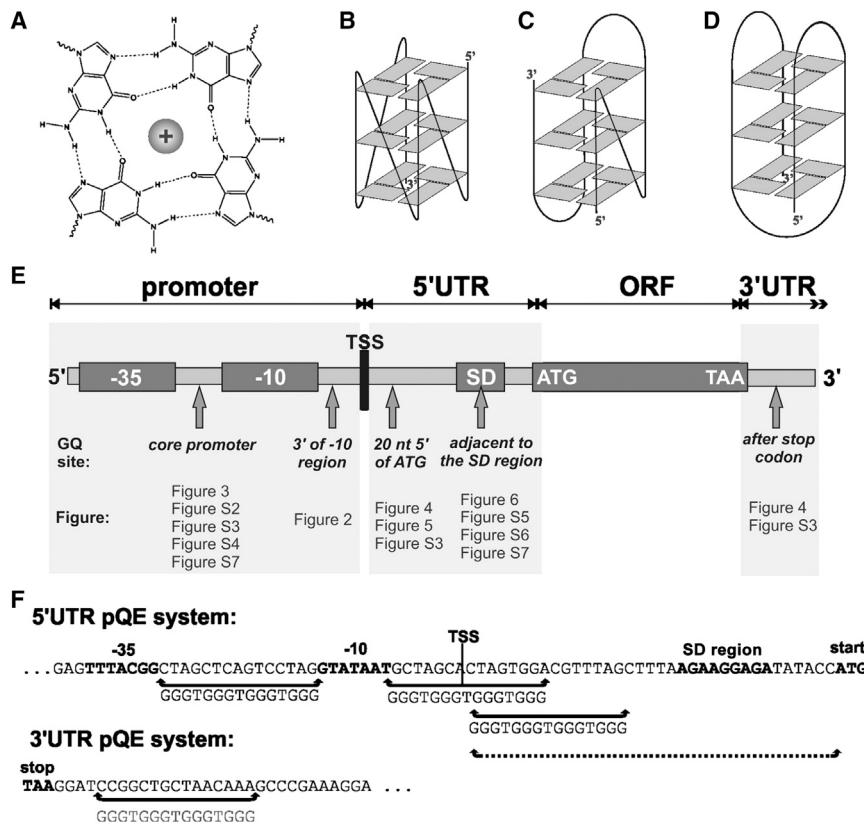 A
B
C
D
N
N
H
N
H
N
N
N
H
N
O
O
N
H
H
N
N
H
N
H
O
+
O
N
N
H
H
N
N
N
N
H
O
N
N
N
H
H
N
N
5'
3'
3'
5'
3'
5'
E
promoter 5'UTR ORF 3'UTR
TSS
5' -35 -10 SD ATG TAA 3'
GQ site:
core promoter
3' of -10 region
20 nt 5' of ATG
adjacent to the SD region
after stop codon
Figure:
Figure 3
Figure S2
Figure S3
Figure S4
Figure S7
Figure 2
Figure 4
Figure 5
Figure S3
Figure 6
Figure S5
Figure S6
Figure S7
Figure 4
Figure S3
F
5'UTR pQE system:
-35 -10 TSS SD region start
...GAGTTTACGGCTAGCTCAGTCCTAGGTATAATGCTAGCACTAGTGGACGTTTAGCTTTAAGAAGGAGATATACCATG
GGGTGGGTGGGTGGG GGGTGGGTGGGTGGG
GGGTGGGTGGGTGGG
3'UTR pQE system:
stop
TAAGGATCCGGCTGCTAACAAAGCCCGAAAGGA ...
GGGTGGGTGGGTGGG